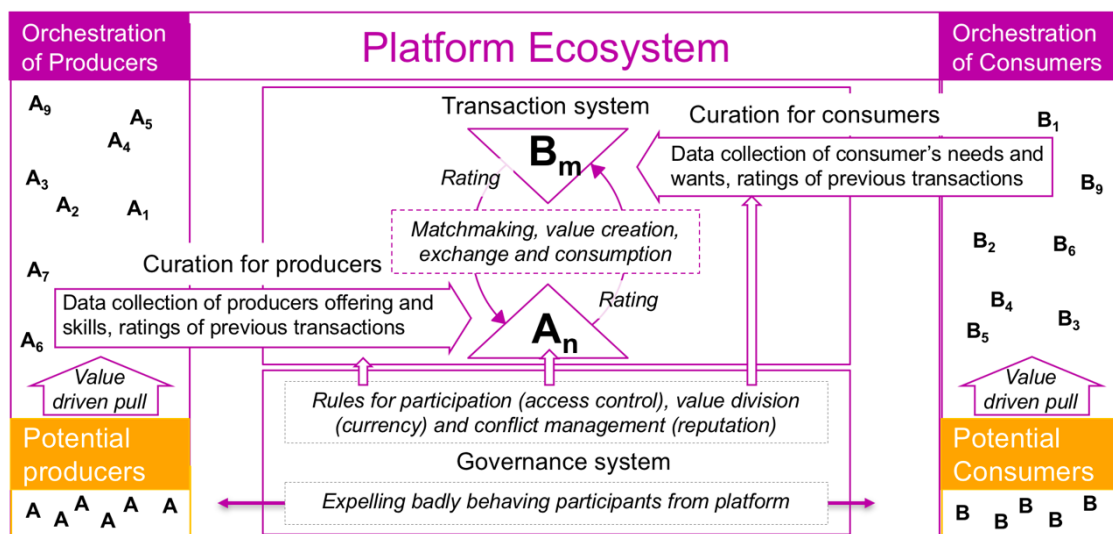 Orchestration
of Producers
Platform Ecosystem
Orchestration
of Consumers
A9
A5
A4
A3
A2
A1
A7
A6
Value
driven pull
Potential
producers
A
A
A
A
A
A
Transaction system
Bm
Rating
Matchmaking, value creation,
exchange and consumption
Rating
An
Curation for producers
Data collection of producers offering and
skills, ratings of previous transactions
Curation for consumers
Data collection of consumer's needs and
wants, ratings of previous transactions
Rules for participation (access control), value division
(currency) and conflict management (reputation)
Governance system
Expelling badly behaving participants from platform
B1
B9
B2
B6
B4
B3
B5
Value
driven pull
Potential
Consumers
B
B
B
B
B